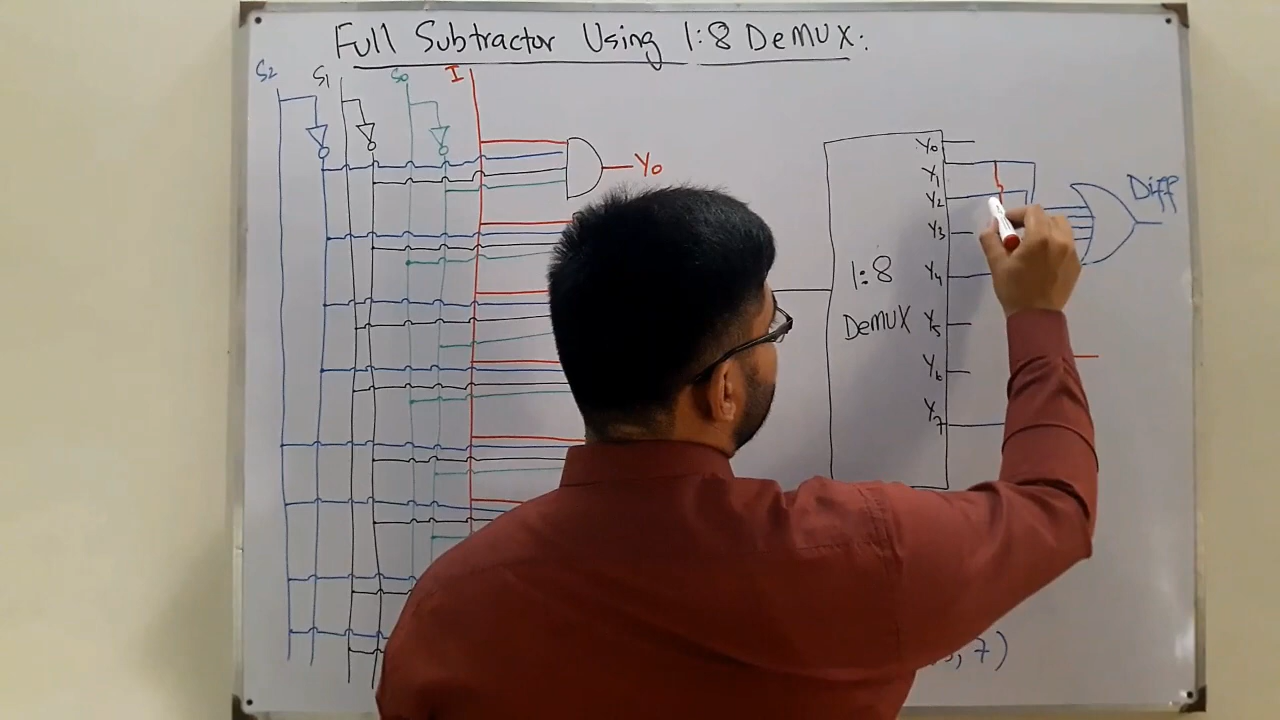 Full Subtractor Using 1:8 DeMUX:
S2 S1 S0 I
Y0
Y0
Y1
Y2
Y3
Y4
Y5
Y6
Y7
1:8
DeMUX
Diff
, 7)